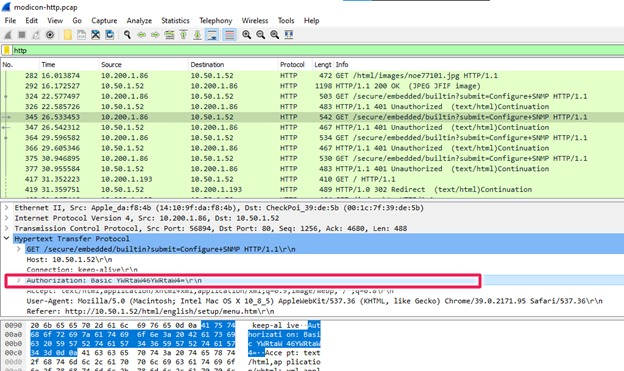 modicon-http.pcap
File Edit View Go Capture Analyze Statistics Telephony Wireless Tools Help
http
No. Time Source Destination Protocol Lengt Info
282 16.013874 10.200.1.86 10.50.1.52 HTTP 472 GET /html/images/noe77101.jpg HTTP/1.1
292 16.172527 10.50.1.52 10.200.1.86 HTTP 1198 HTTP/1.1 200 OK (JPEG JFIF image)
324 22.577497 10.200.1.86 10.50.1.52 HTTP 503 GET /secure/embedded/builtin?submit=Configure+SNMP HTTP/1.1
326 22.585726 10.50.1.52 10.200.1.86 HTTP 483 HTTP/1.1 401 Unauthorized (text/html)Continuation
345 26.533453 10.200.1.86 10.50.1.52 HTTP 542 GET /secure/embedded/builtin?submit=Configure+SNMP HTTP/1.1
347 26.542312 10.50.1.52 10.200.1.86 HTTP 467 HTTP/1.1 401 Unauthorized (text/html)Continuation
364 29.596582 10.200.1.86 10.50.1.52 HTTP 534 GET /secure/embedded/builtin?submit=Configure+SNMP HTTP/1.1
366 29.605346 10.50.1.52 10.200.1.86 HTTP 467 HTTP/1.1 401 Unauthorized (text/html)Continuation
375 30.946895 10.200.1.86 10.50.1.52 HTTP 534 GET /secure/embedded/builtin?submit=Configure+SNMP HTTP/1.1
377 30.955584 10.50.1.52 10.200.1.86 HTTP 483 HTTP/1.1 401 Unauthorized (text/html)Continuation
417 31.352223 10.200.1.193 10.50.1.52 HTTP 410 GET / HTTP/1.1
419 31.359751 10.50.1.52 10.200.1.193 HTTP 489 HTTP/1.0 302 Redirect (text/html)Continuation
Ethernet II, Src: Apple_da:f8:4b (14:10:9f:da:f8:4b), Dst: CheckPoi_39:de:5b (00:1c:7f:39:de:5b)
Internet Protocol Version 4, Src: 10.200.1.86, Dst: 10.50.1.52
Transmission Control Protocol, Src Port: 56894, Dst Port: 80, Seq: 1256, Ack: 4680, Len: 488
Hypertext Transfer Protocol
GET /secure/embedded/builtin?submit=Configure+SNMP HTTP/1.1\r\n
Host: 10.50.1.52\r\n
Connection: keep-alive\r\n
Authorization: Basic YWRtaW46YWRtaW4=\r\n
Accept: text/html,application/xhtml+xml,application/xml;q=0.9,image/webp,*/*;q=0.8\r\n
User-Agent: Mozilla/5.0 (Macintosh; Intel Mac OS X 10_8_5) AppleWebKit/537.36 (KHTML, like Gecko) Chrome/39.0.2171.95 Safari/537.36\r\n
Referer: http://10.50.1.52/html/english/setup/menu.htm\r\n
0090 20 6b 65 65 70 2d 61 6c 69 76 65 0d 0a 41 75 74 keep-al ive··Aut
00a0 68 6f 72 69 7a 61 74 69 6f 6e 3a 20 42 61 73 69 horizati on: Basi
00b0 63 20 59 57 52 74 61 57 34 36 59 57 52 74 61 57 c YWRtaW 46YWRtaW
00c0 34 3d 0d 0a 41 63 63 65 70 74 3a 20 74 65 78 74 4=··Acce pt: text
00d0 2f 68 74 6d 6c 2c 61 70 70 6c 69 63 61 74 69 6f /html,ap plicatio